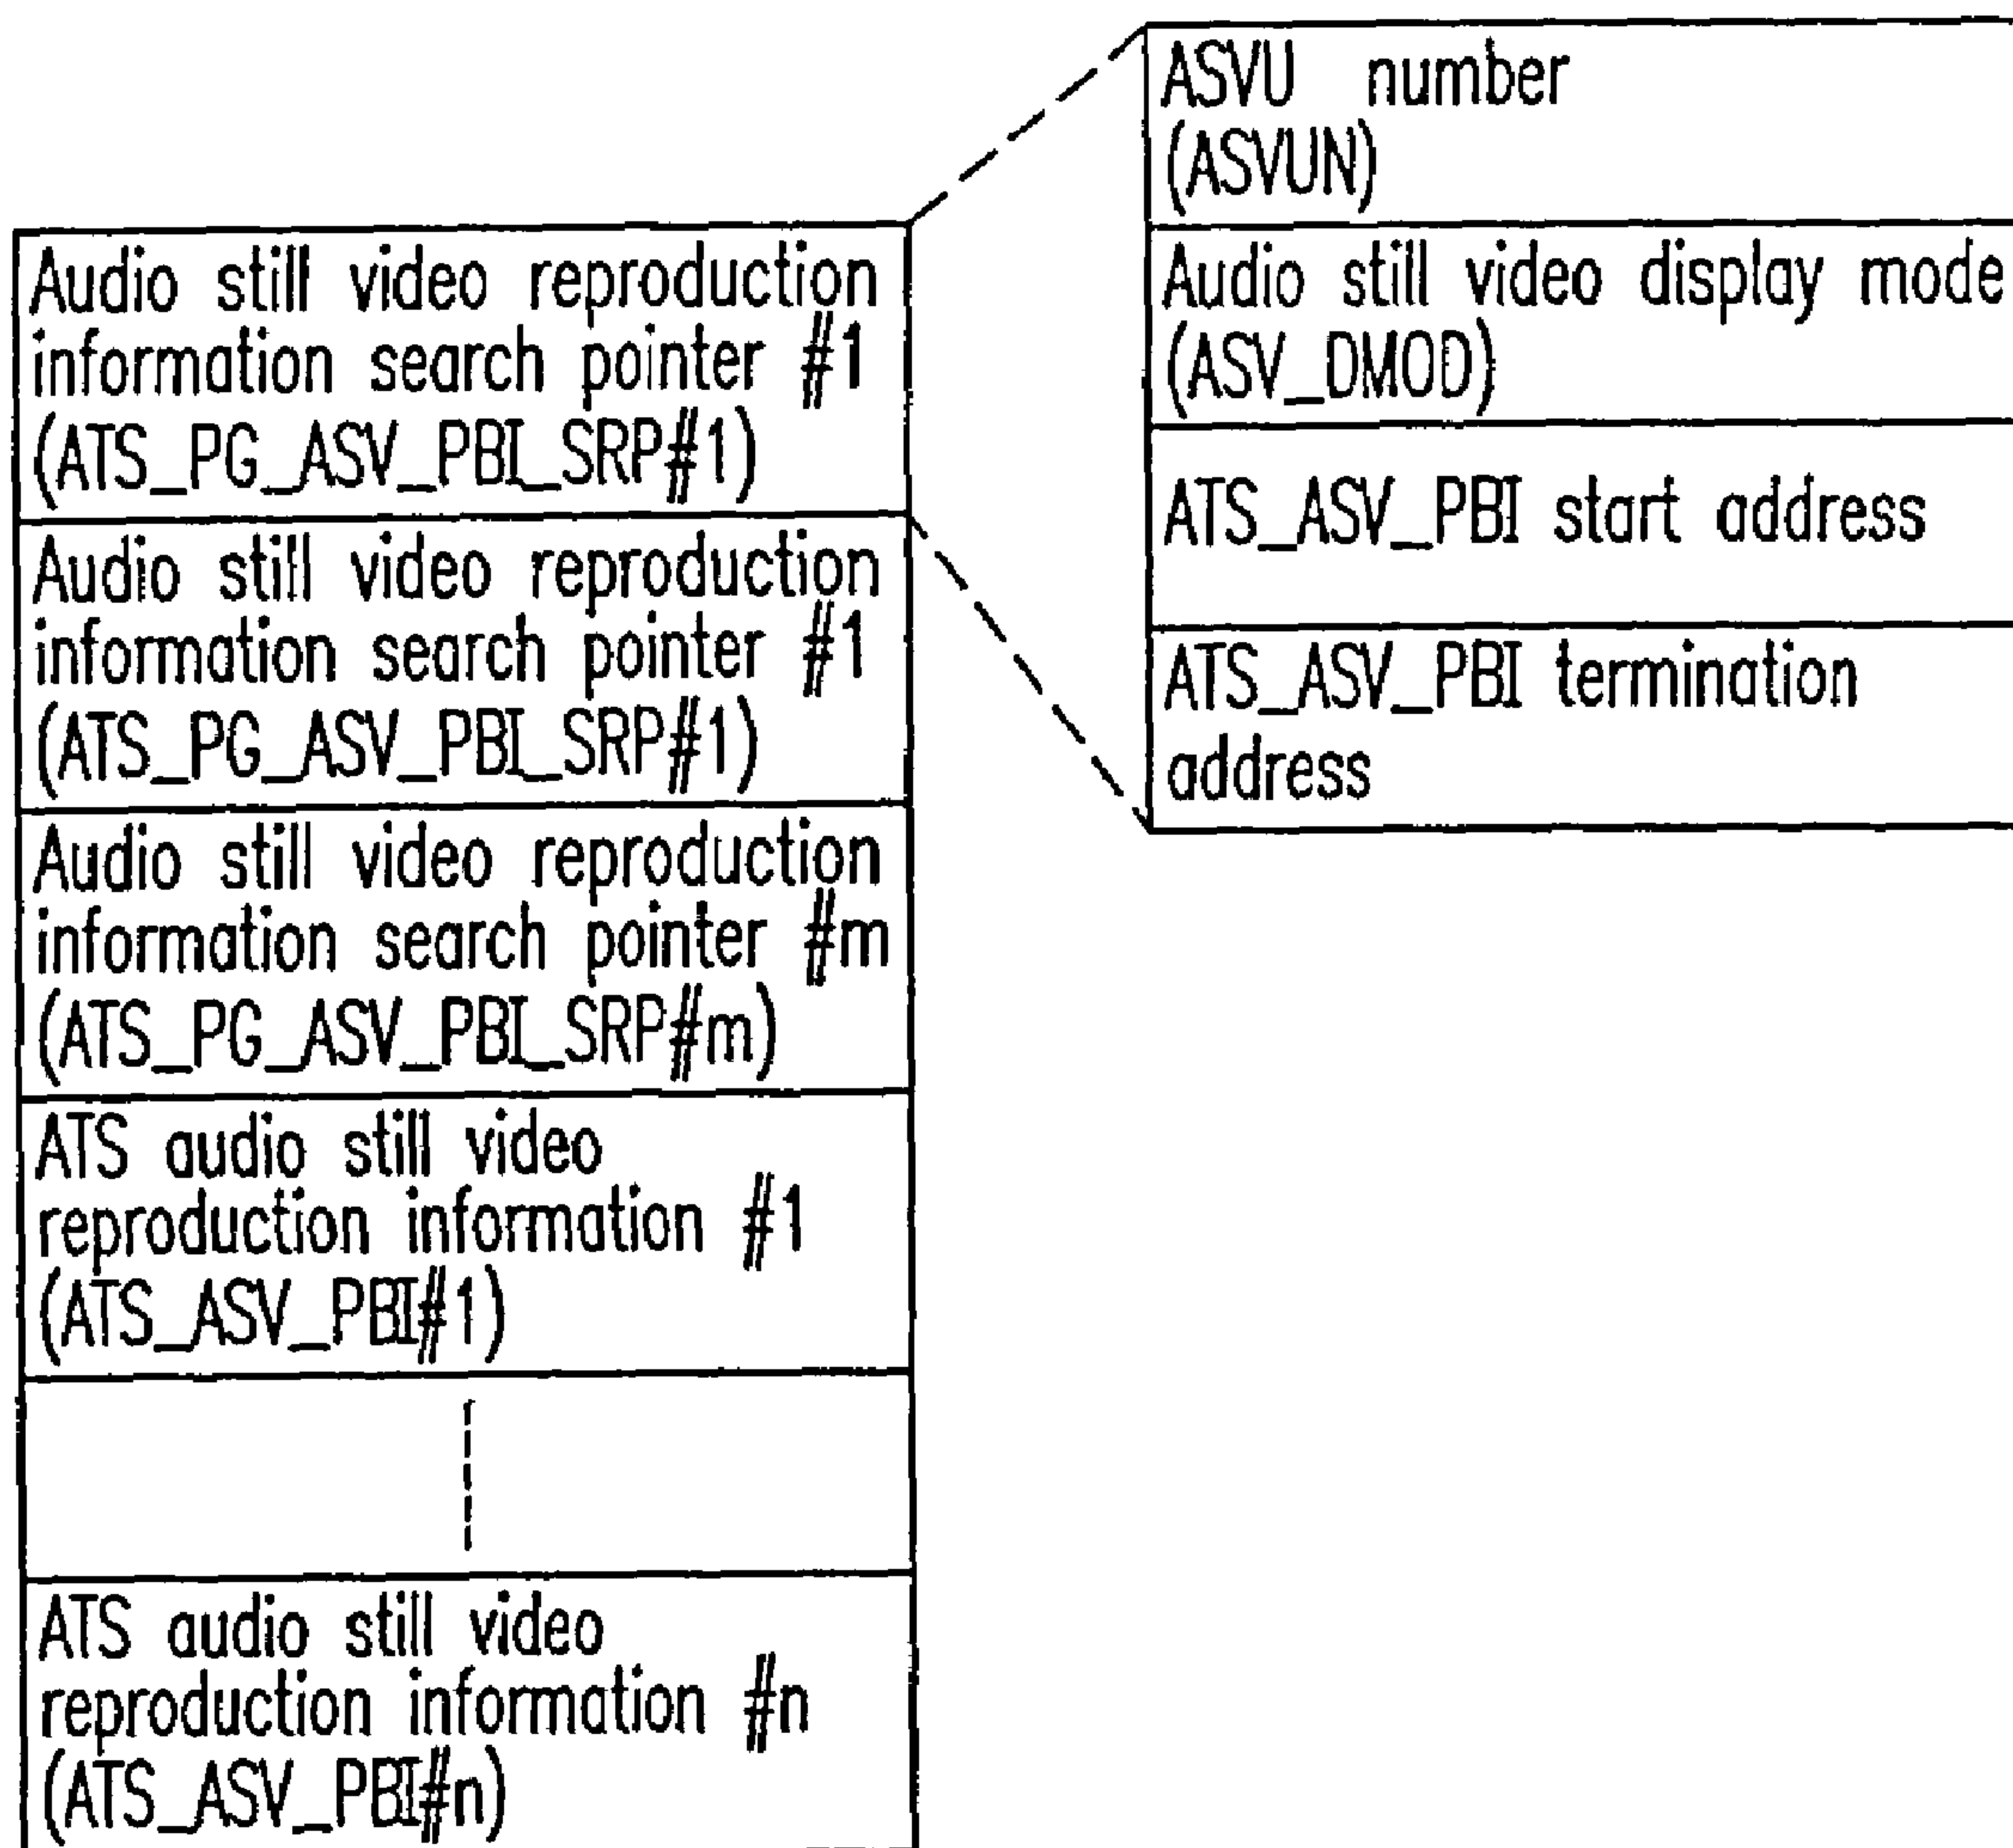 Audio still video reproduction
information search pointer #1
(ATS_PG_ASV_PBI_SRP#1)
Audio still video reproduction
information search pointer #1
(ATS_PG_ASV_PBI_SRP#1)
Audio still video reproduction
information search pointer #m
(ATS_PG_ASV_PBI_SRP#m)
ATS audio still video
reproduction information #1
(ATS_ASV_PBI#1)
ATS audio still video
reproduction information #n
(ATS_ASV_PBI#n)
ASVU number
(ASVUN)
Audio still video display mode
(ASV_DMOD)
ATS_ASV_PBI start address
ATS_ASV_PBI termination
address